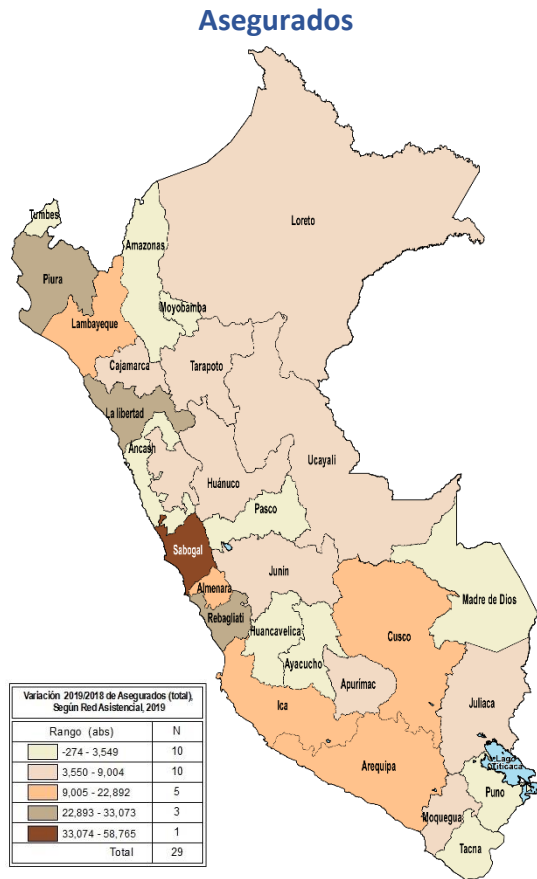 Asegurados
Loreto
Tumbes
Amazonas
Piura
Moyobamba
Lambayeque
Cajamarca
Tarapoto
La libertad
Ancash
Ucayali
Huánuco
Pasco
Sabogal
Junin
Almenara
Madre de Dios
Rebagliati
Huancavelica
Cusco
Ayacucho
Apurímac
Ica
Juliaca
Lago
Titicaca
Arequipa
Puno
Moquegua
Tacna
Variación 2019/2018 de Asegurados (total),
Según Red Asistencial, 2019
Rango (abs) N
-274 - 3,549 10
3,550 - 9,004 10
9,005 - 22,892 5
22,893 - 33,073 3
33,074 - 58,765 1
Total 29